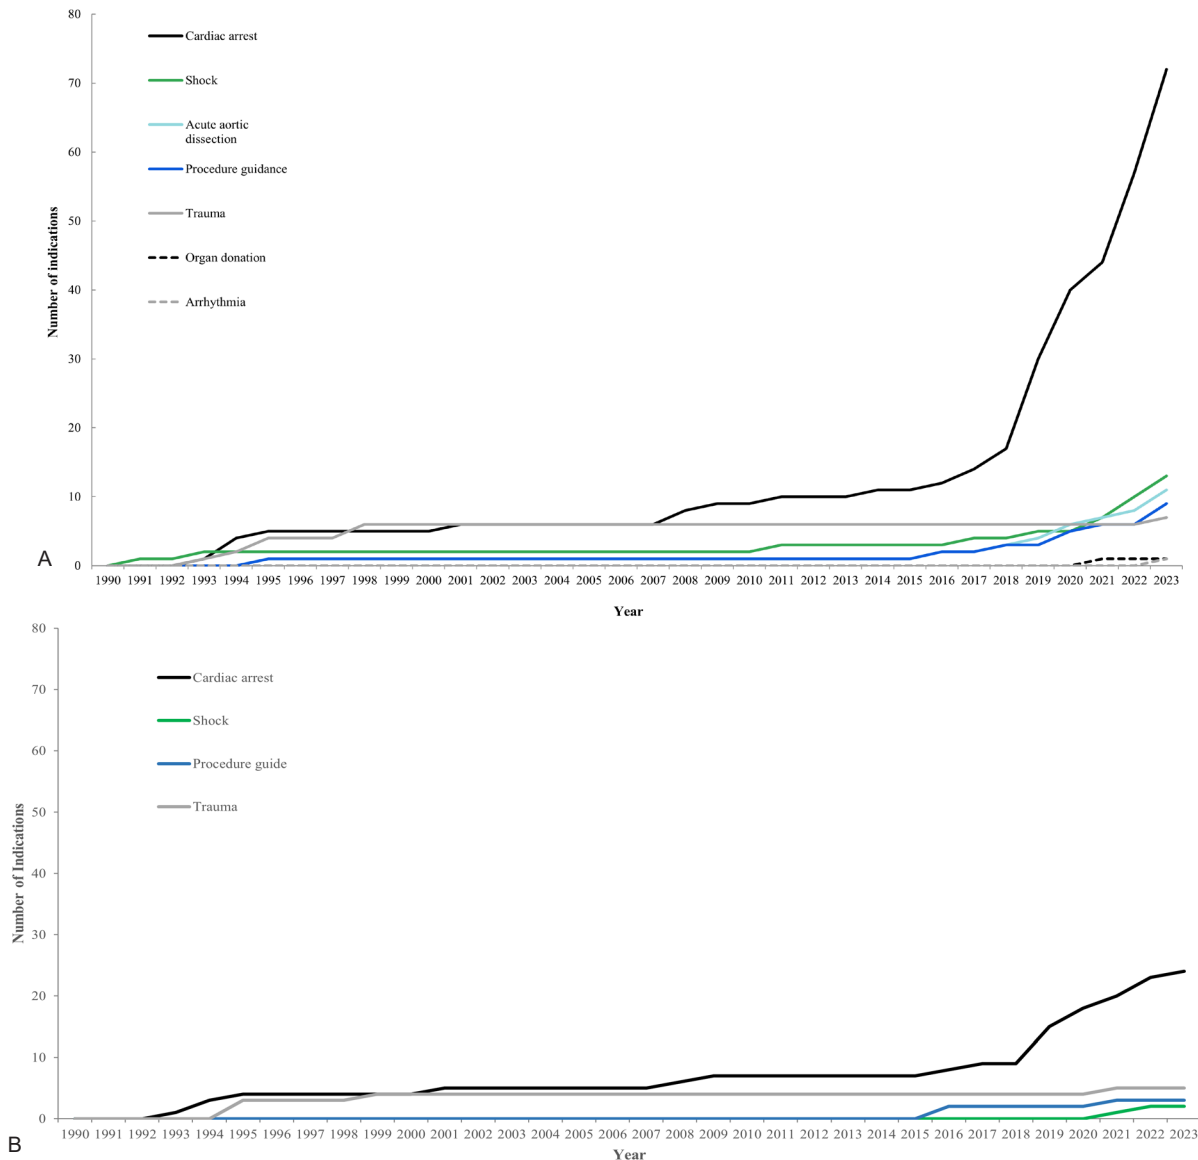 80
Cardiac arrest
70
Shock
Acute aortic
dissection
60
Procedure guidance
50
Trauma
Organ donation
40
Arrhythmia
Number of indications
30
20
10
0
A
1990 1991 1992 1993 1994 1995 1996 1997 1998 1999 2000 2001 2002 2003 2004 2005 2006 2007 2008 2009 2010 2011 2012 2013 2014 2015 2016 2017 2018 2019 2020 2021 2022 2023
Year
80
Cardiac arrest
70
Shock
60
Procedure guide
Trauma
50
40
Number of Indications
30
20
10
0
1990 1991 1992 1993 1994 1995 1996 1997 1998 1999 2000 2001 2002 2003 2004 2005 2006 2007 2008 2009 2010 2011 2012 2013 2014 2015 2016 2017 2018 2019 2020 2021 2022 2023
B
Year